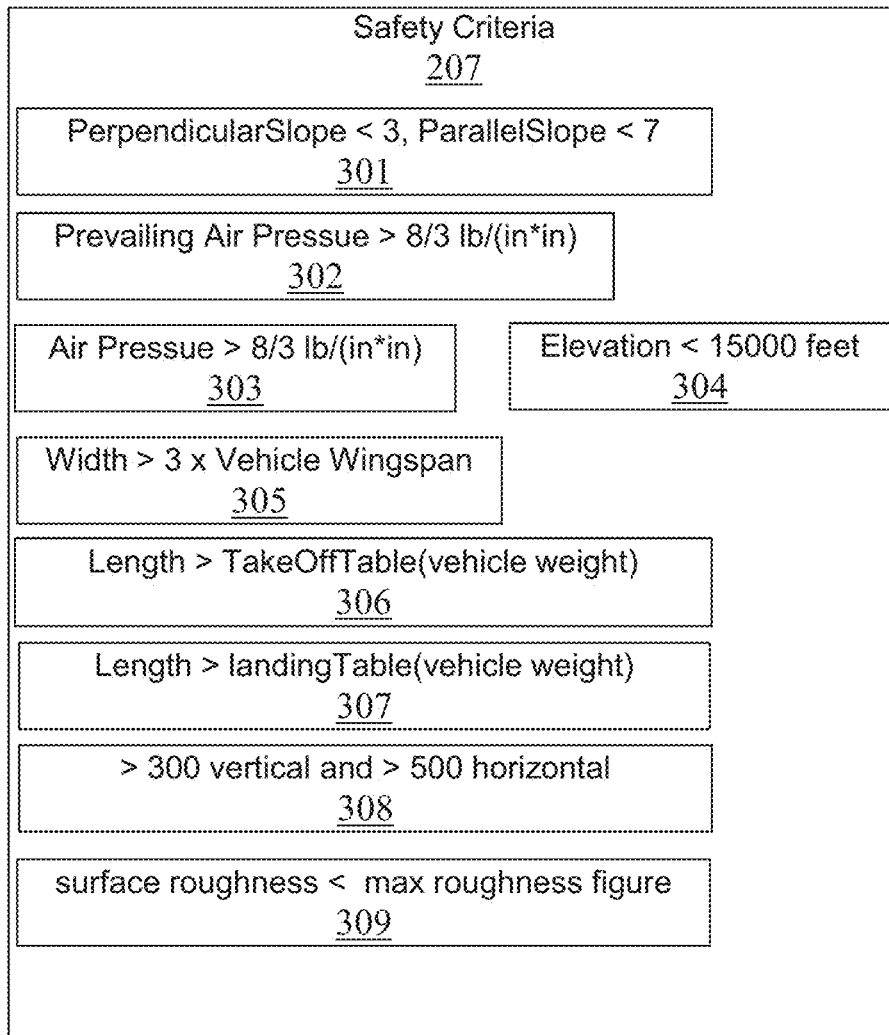 Safety Criteria
207
PerpendicularSlope < 3, ParallelSlope < 7
301
Prevailing Air Pressue > 8/3 lb/(in*in)
302
Air Pressue > 8/3 lb/(in*in)
303
Elevation < 15000 feet
304
Width > 3 x Vehicle Wingspan
305
Length > TakeOffTable(vehicle weight)
306
Length > landingTable(vehicle weight)
307
> 300 vertical and > 500 horizontal
308
surface roughness < max roughness figure
309